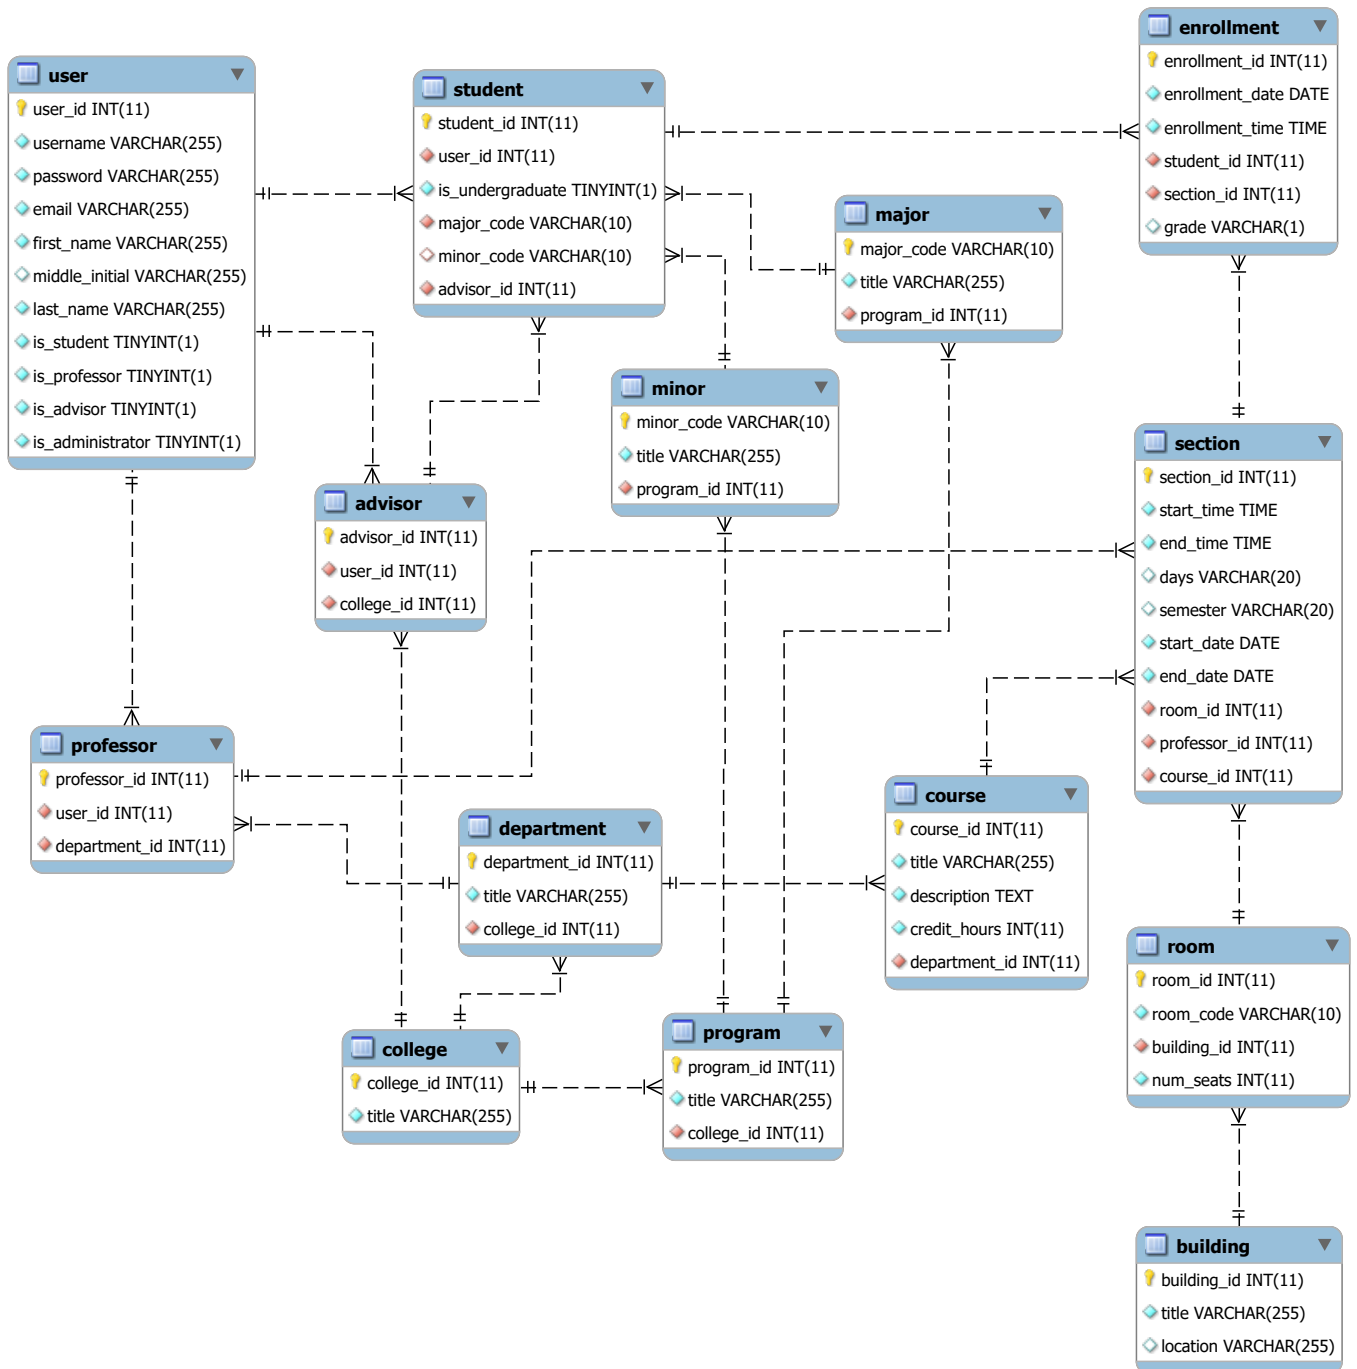 user
user_id INT(11)
username VARCHAR(255)
password VARCHAR(255)
email VARCHAR(255)
first_name VARCHAR(255)
middle_initial VARCHAR(255)
last_name VARCHAR(255)
is_student TINYINT(1)
is_professor TINYINT(1)
is_advisor TINYINT(1)
is_administrator TINYINT(1)
student
student_id INT(11)
user_id INT(11)
is_undergraduate TINYINT(1)
major_code VARCHAR(10)
minor_code VARCHAR(10)
advisor_id INT(11)
enrollment
enrollment_id INT(11)
enrollment_date DATE
enrollment_time TIME
student_id INT(11)
section_id INT(11)
grade VARCHAR(1)
major
major_code VARCHAR(10)
title VARCHAR(255)
program_id INT(11)
minor
minor_code VARCHAR(10)
title VARCHAR(255)
program_id INT(11)
section
section_id INT(11)
start_time TIME
end_time TIME
days VARCHAR(20)
semester VARCHAR(20)
start_date DATE
end_date DATE
room_id INT(11)
professor_id INT(11)
course_id INT(11)
advisor
advisor_id INT(11)
user_id INT(11)
college_id INT(11)
professor
professor_id INT(11)
user_id INT(11)
department_id INT(11)
department
department_id INT(11)
title VARCHAR(255)
college_id INT(11)
course
course_id INT(11)
title VARCHAR(255)
description TEXT
credit_hours INT(11)
department_id INT(11)
room
room_id INT(11)
room_code VARCHAR(10)
building_id INT(11)
num_seats INT(11)
college
college_id INT(11)
title VARCHAR(255)
program
program_id INT(11)
title VARCHAR(255)
college_id INT(11)
building
building_id INT(11)
title VARCHAR(255)
location VARCHAR(255)